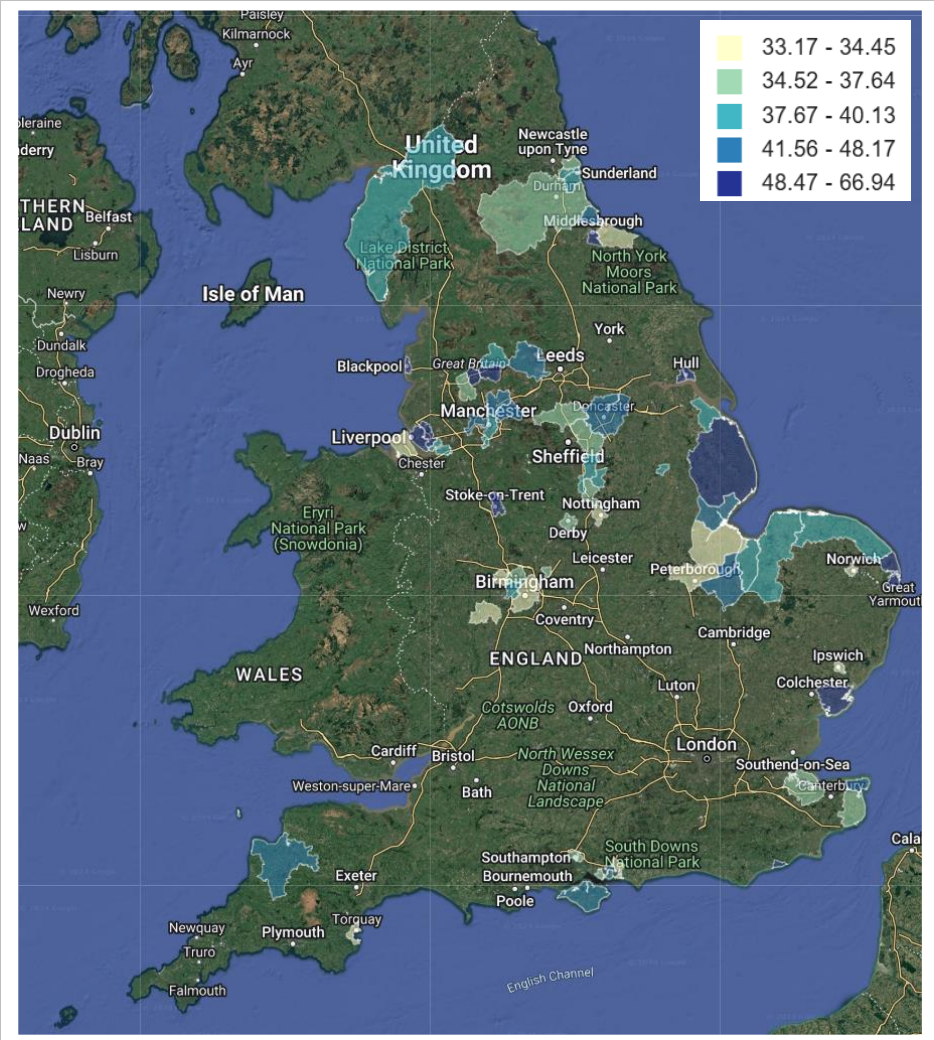 Paisley
Kilmarnock
Ayr
33.17 - 34.45
34.52 - 37.64
37.67 - 40.13
41.56 - 48.17
48.47 - 66.94
oleraine
derry
United
Kingdom
Newcastle
upon Tyne
Sunderland
Durham
THERN
LAND
Belfast
Lisburn
Middlesbrough
Lake District
National Park
North York
Moors
National Park
Newry
Isle of Man
Dundalk
Drogheda
York
Blackpool
Great Britain
Leeds
Hull
Manchester
Doncaster
Dublin
Naas
Bray
Liverpool
Chester
Sheffield
Stoke-on-Trent
Nottingham
Eryri
National Park
(Snowdonia)
Derby
Leicester
Peterborough
Norwich
Great
Yarmout
Wexford
Birmingham
Coventry
Cambridge
Northampton
WALES
ENGLAND
Ipswich
Colchester
Luton
Cotswolds
AONB
Oxford
Cardiff
Bristol
London
Weston-super-Mare
Bath
North Wessex
Downs
National
Landscape
Southend-on-Sea
Canterbury
Southampton
Bournemouth
Poole
South Downs
National Park
Cala
Exeter
Torquay
Newquay
Plymouth
Truro
Falmouth
English Channel